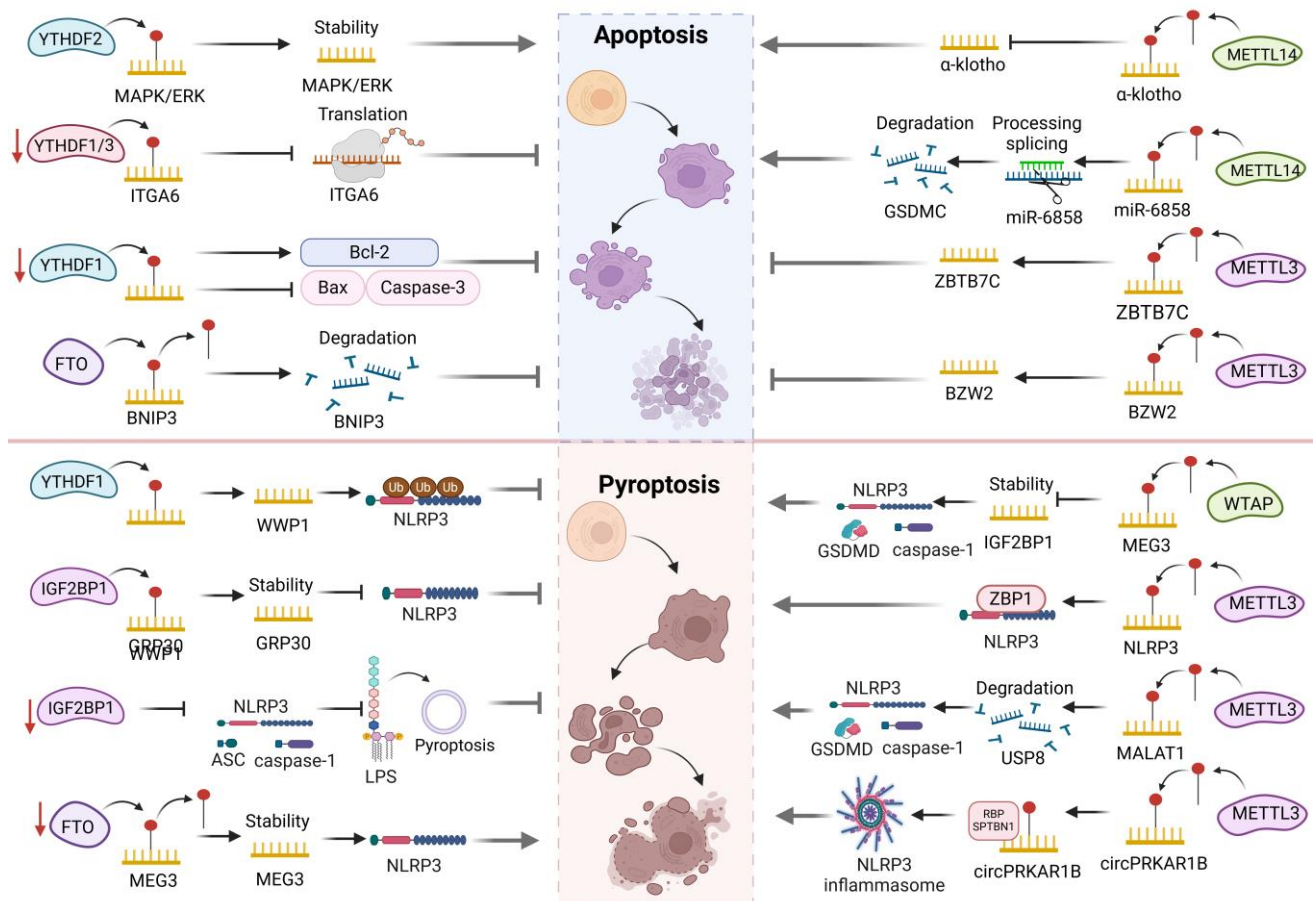 Apoptosis
YTHDF2
MAPK/ERK
Stability
MAPK/ERK
YTHDF1/3
ITGA6
Translation
ITGA6
YTHDF1
Bcl-2
Bax
Caspase-3
FTO
BNIP3
Degradation
BNIP3
α-klotho
α-klotho
METTL14
Degradation
GSDMC
Processing
splicing
miR-6858
miR-6858
METTL14
ZBTB7C
ZBTB7C
METTL3
BZW2
BZW2
METTL3
Pyroptosis
YTHDF1
WWP1
Ub Ub Ub
NLRP3
IGF2BP1
GRP30
WWP1
Stability
GRP30
NLRP3
IGF2BP1
NLRP3
ASC
caspase-1
LPS
Pyroptosis
FTO
MEG3
Stability
MEG3
NLRP3
NLRP3
GSDMD
caspase-1
Stability
IGF2BP1
MEG3
WTAP
ZBP1
NLRP3
NLRP3
METTL3
NLRP3
GSDMD
caspase-1
Degradation
USP8
MALAT1
METTL3
NLRP3
inflammasome
RBP
SPTBN1
circPRKAR1B
circPRKAR1B
METTL3